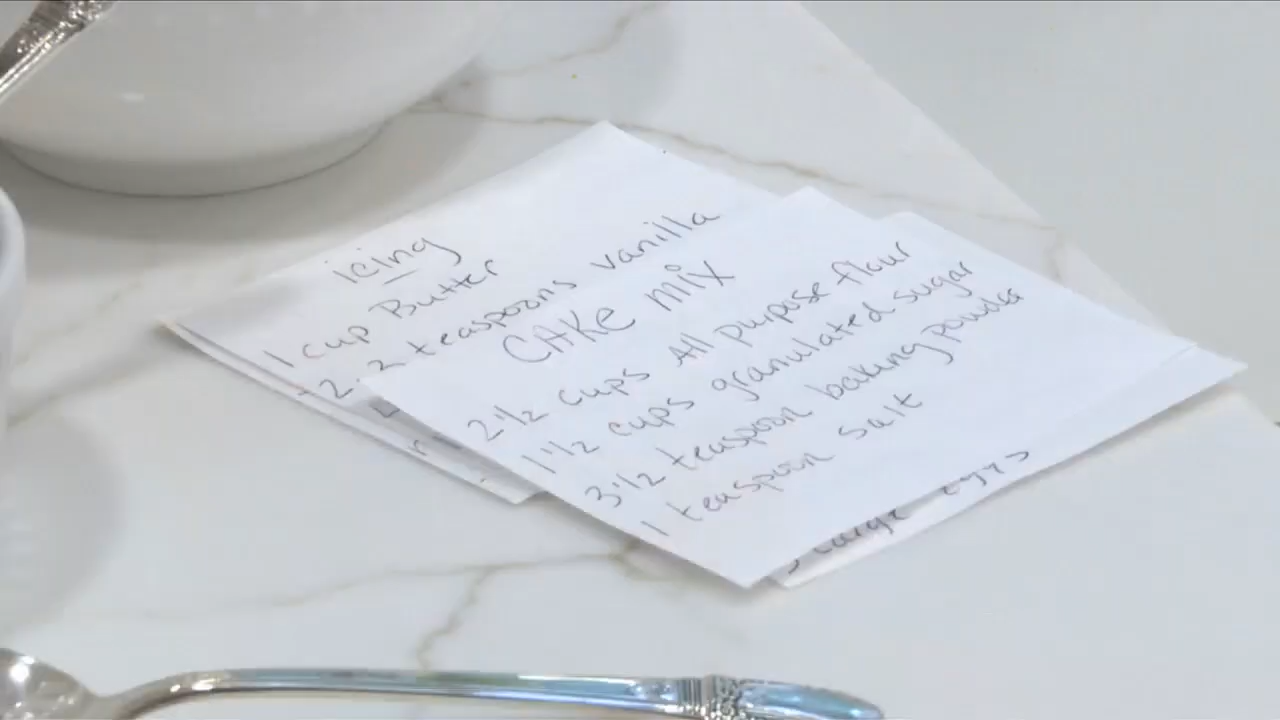 icing
1 cup Butter
2 teaspoons vanilla
CAKE mix
2 1/2 cups All purpose flour
1 1/2 cups granulated sugar
3 1/2 teaspoon baking powder
1 teaspoon salt
large eggs